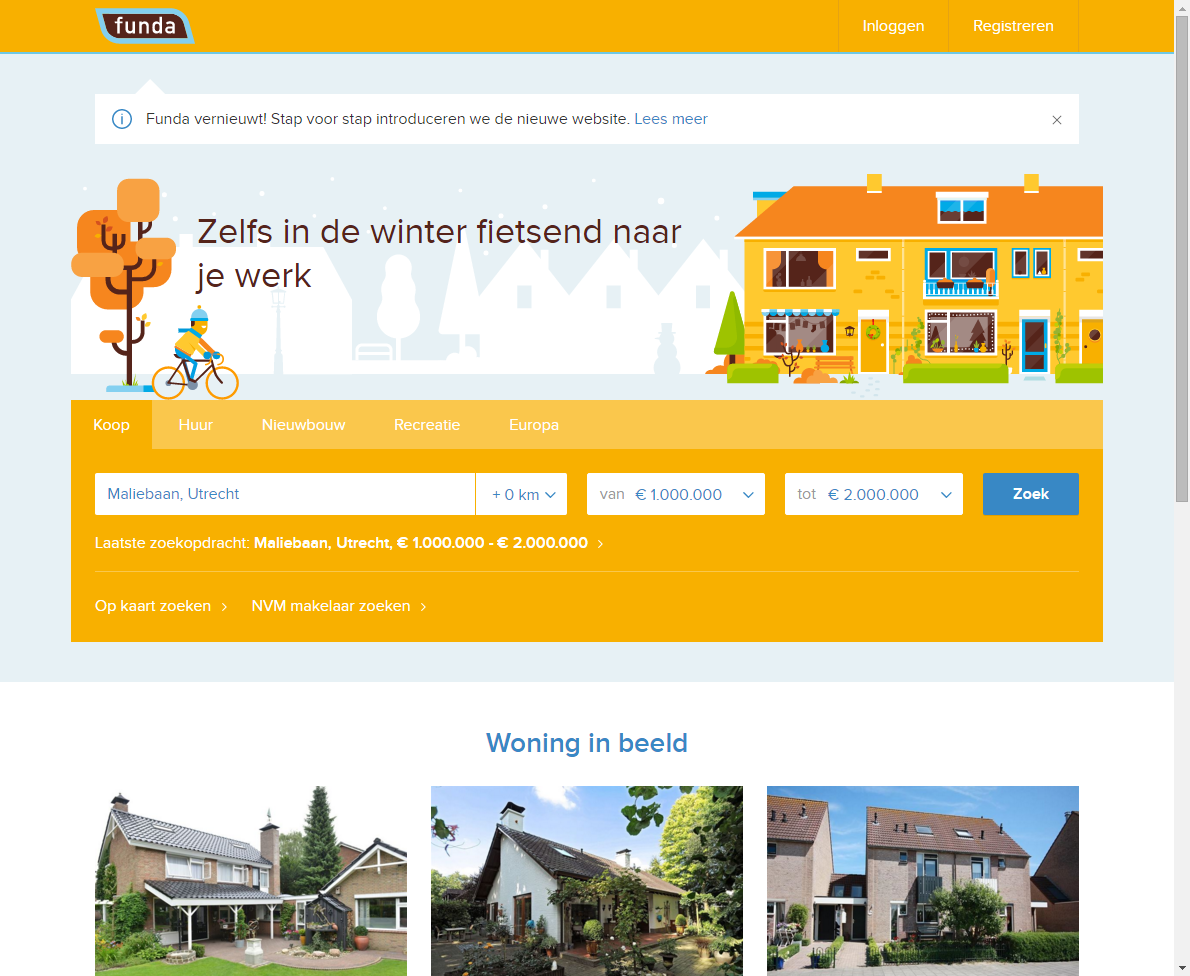 funda
Inloggen
Registreren
Funda vernieuwt! Stap voor stap introduceren we de nieuwe website. Lees meer
Zelfs in de winter fietsend naar
je werk
Koop
Huur
Nieuwbouw
Recreatie
Europa
Maliebaan, Utrecht
+ 0 km
van € 1.000.000
tot € 2.000.000
Zoek
Laatste zoekopdracht: Maliebaan, Utrecht, € 1.000.000 - € 2.000.000
Op kaart zoeken
NVM makelaar zoeken
Woning in beeld